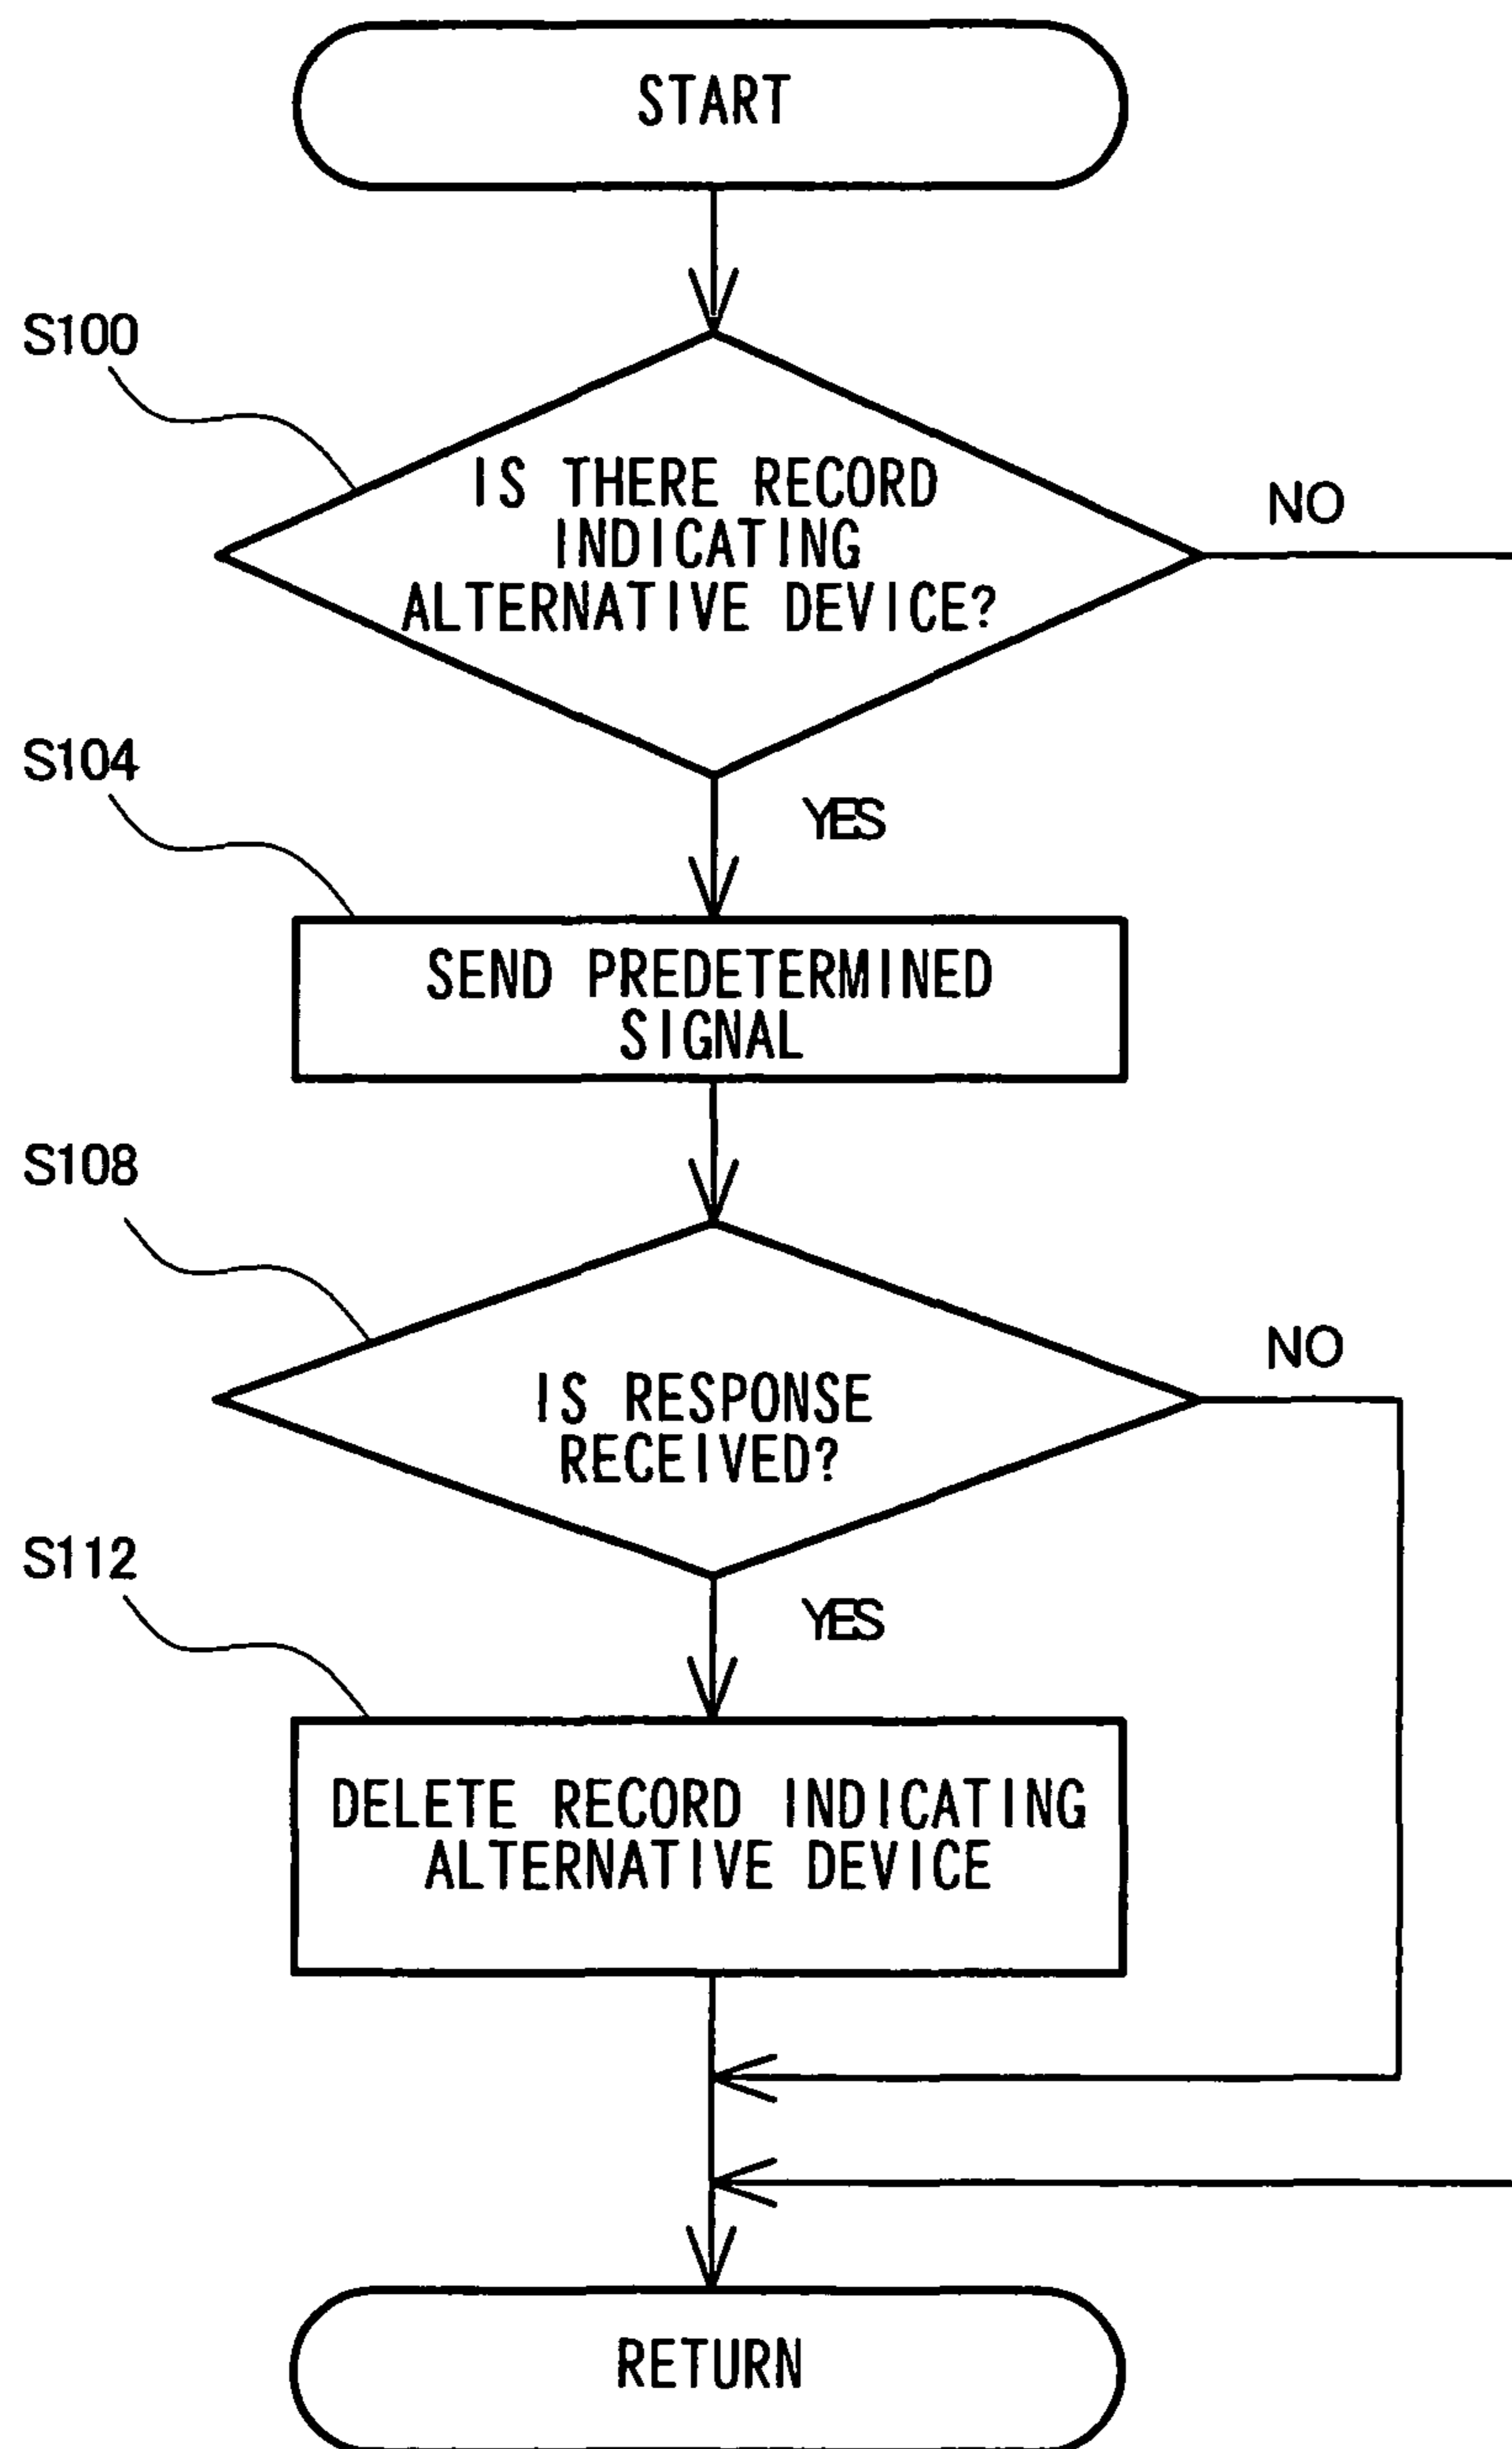 START
S100
IS THERE RECORD
INDICATING
ALTERNATIVE DEVICE?
NO
S104
YES
SEND PREDETERMINED
SIGNAL
S108
IS RESPONSE
RECEIVED?
NO
S112
YES
DELETE RECORD INDICATING
ALTERNATIVE DEVICE
RETURN